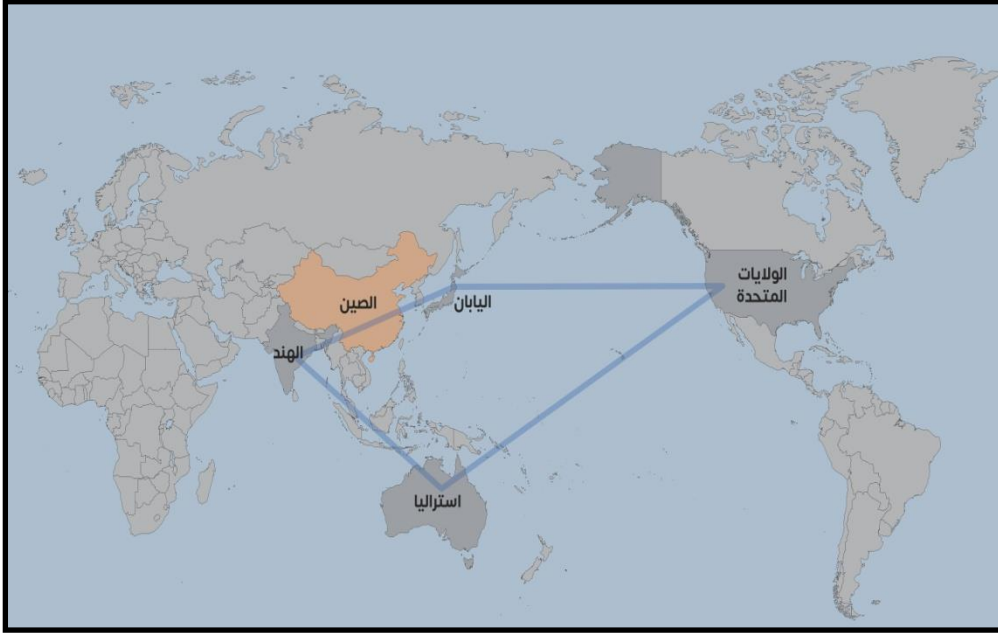 الولايات
المتحدة
اليابان
الصين
الهند
استراليا